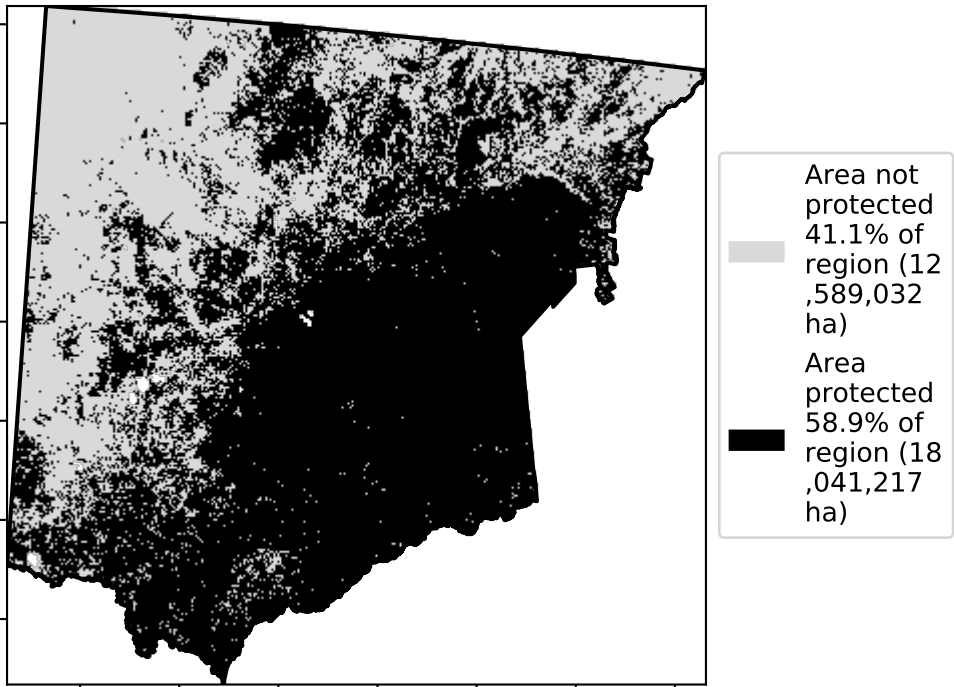 Area not
protected
41.1% of
region (12
,589,032
ha)
Area
protected
58.9% of
region (18
,041,217
ha)